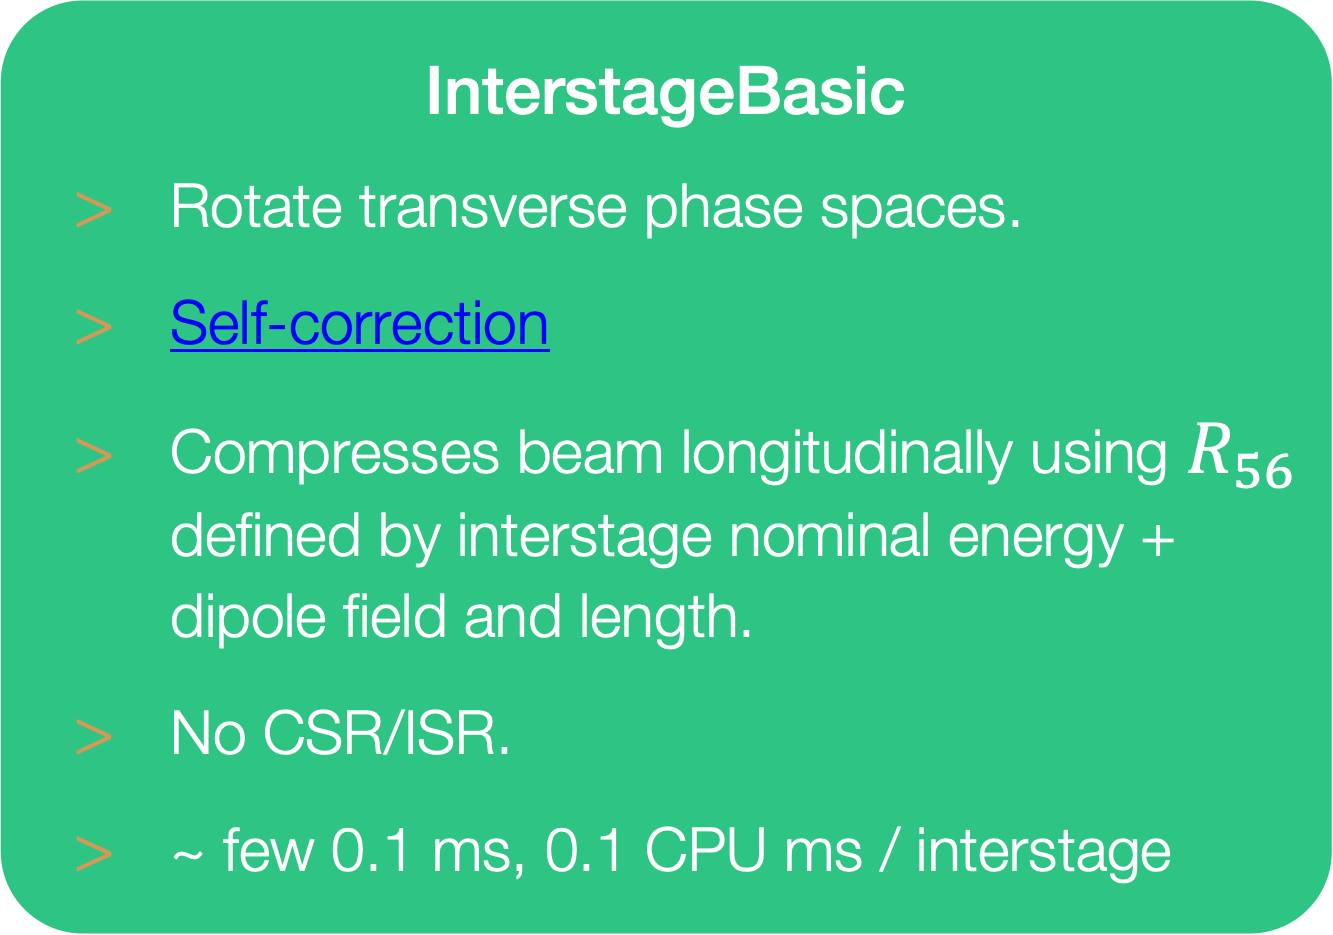 InterstageBasic
> Rotate transverse phase spaces.
> Self-correction
> Compresses beam longitudinally using R₅₆
defined by interstage nominal energy +
dipole field and length.
> No CSR/ISR.
> ~ few 0.1 ms, 0.1 CPU ms / interstage